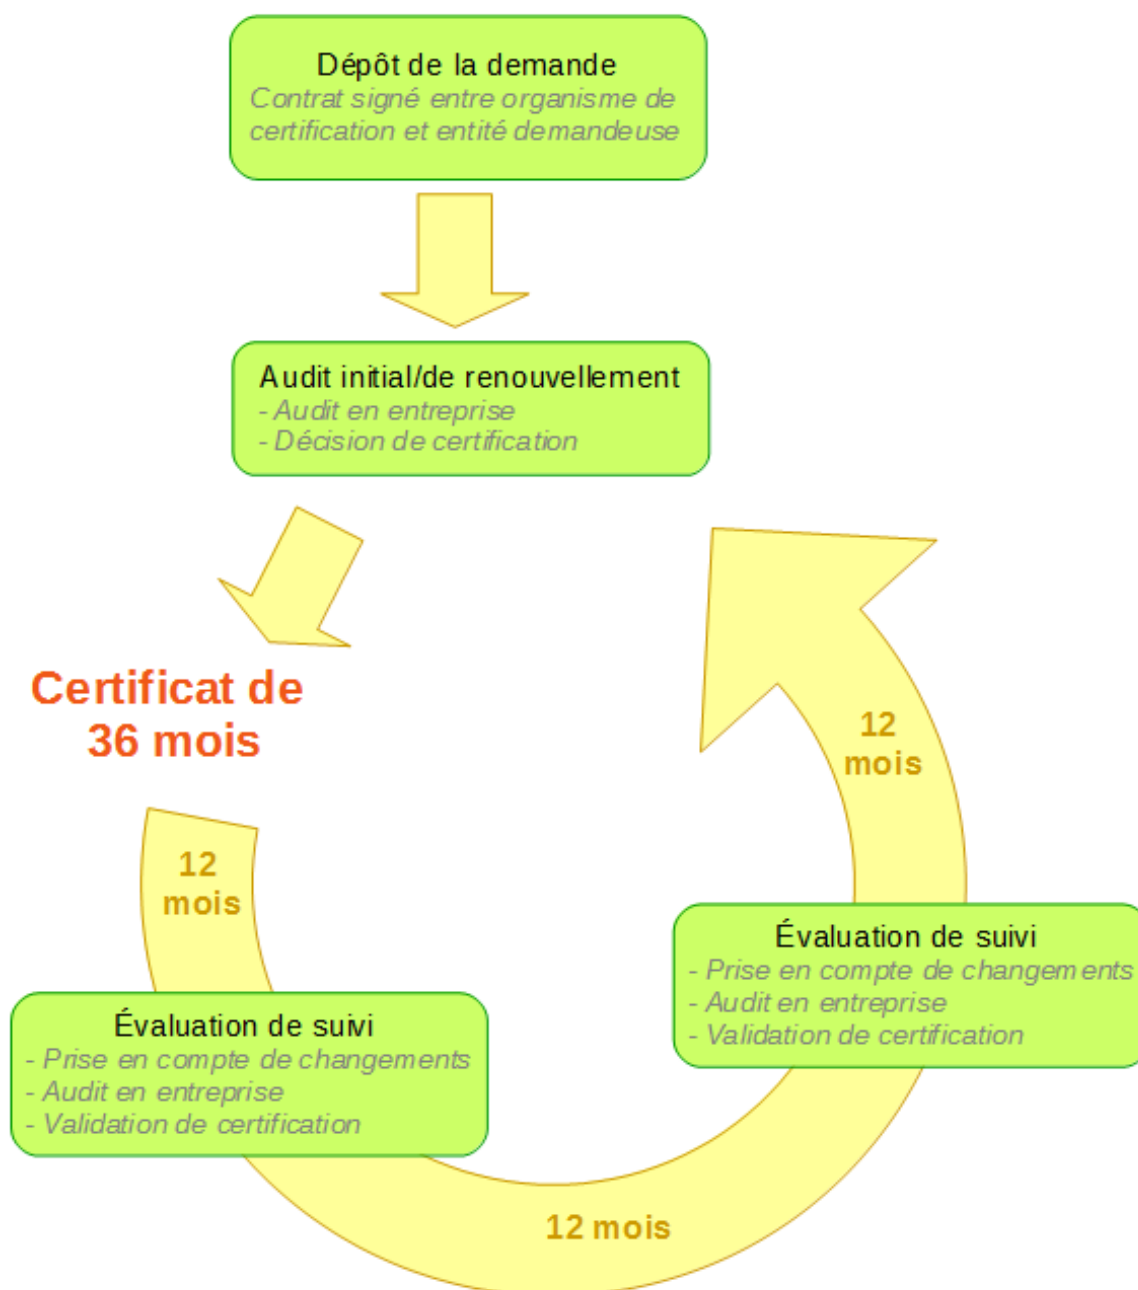 Dépôt de la demande
Contrat signé entre organisme de
certification et entité demandeuse
Audit initial/de renouvellement
- Audit en entreprise
- Décision de certification
Certificat de
36 mois
12
mois
Évaluation de suivi
- Prise en compte de changements
- Audit en entreprise
- Validation de certification
12 mois
Évaluation de suivi
- Prise en compte de changements
- Audit en entreprise
- Validation de certification
12
mois